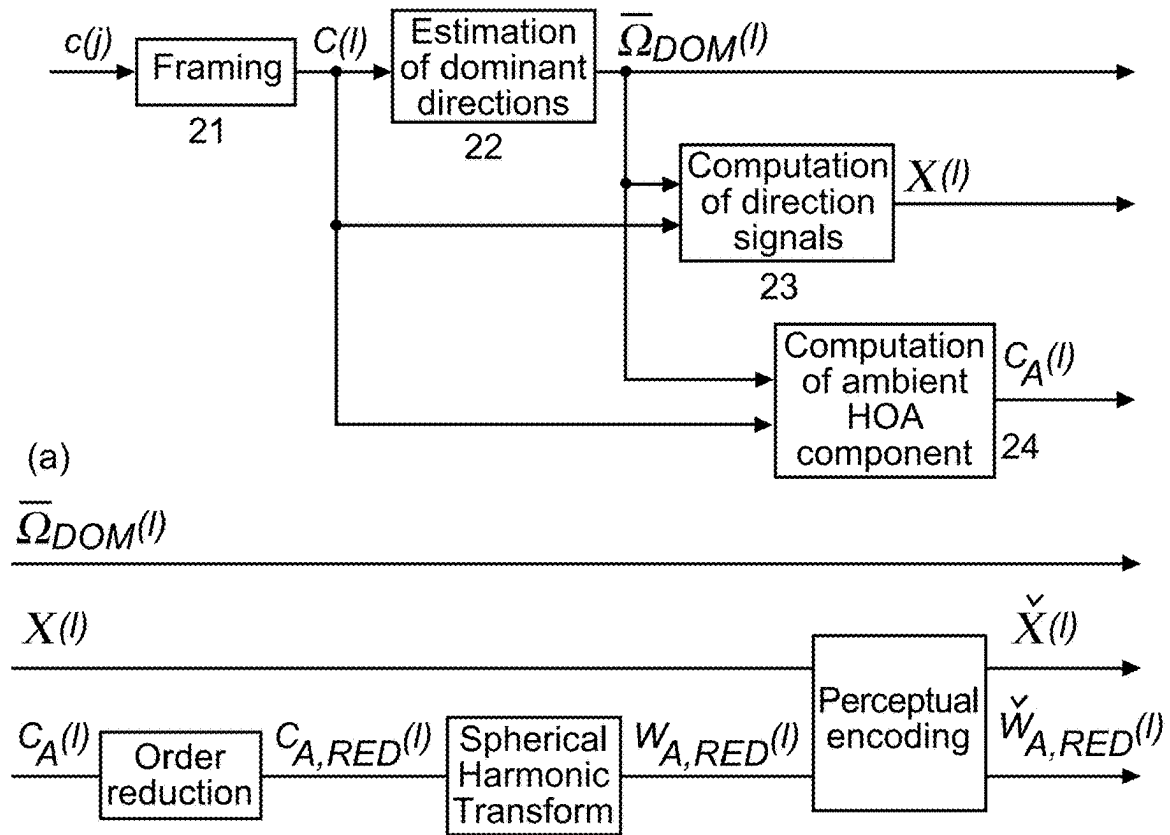 c(j)
Framing
21
C(l)
Estimation
of dominant
directions
22
Ω̅DOM(l)
Computation
of direction
signals
23
X(l)
Computation
of ambient
HOA
component
24
CA(l)
(a)
Ω̅DOM(l)
X(l)
X̌(l)
CA(l)
Order
reduction
CA,RED(l)
Spherical
Harmonic
Transform
WA,RED(l)
Perceptual
encoding
W̌A,RED(l)